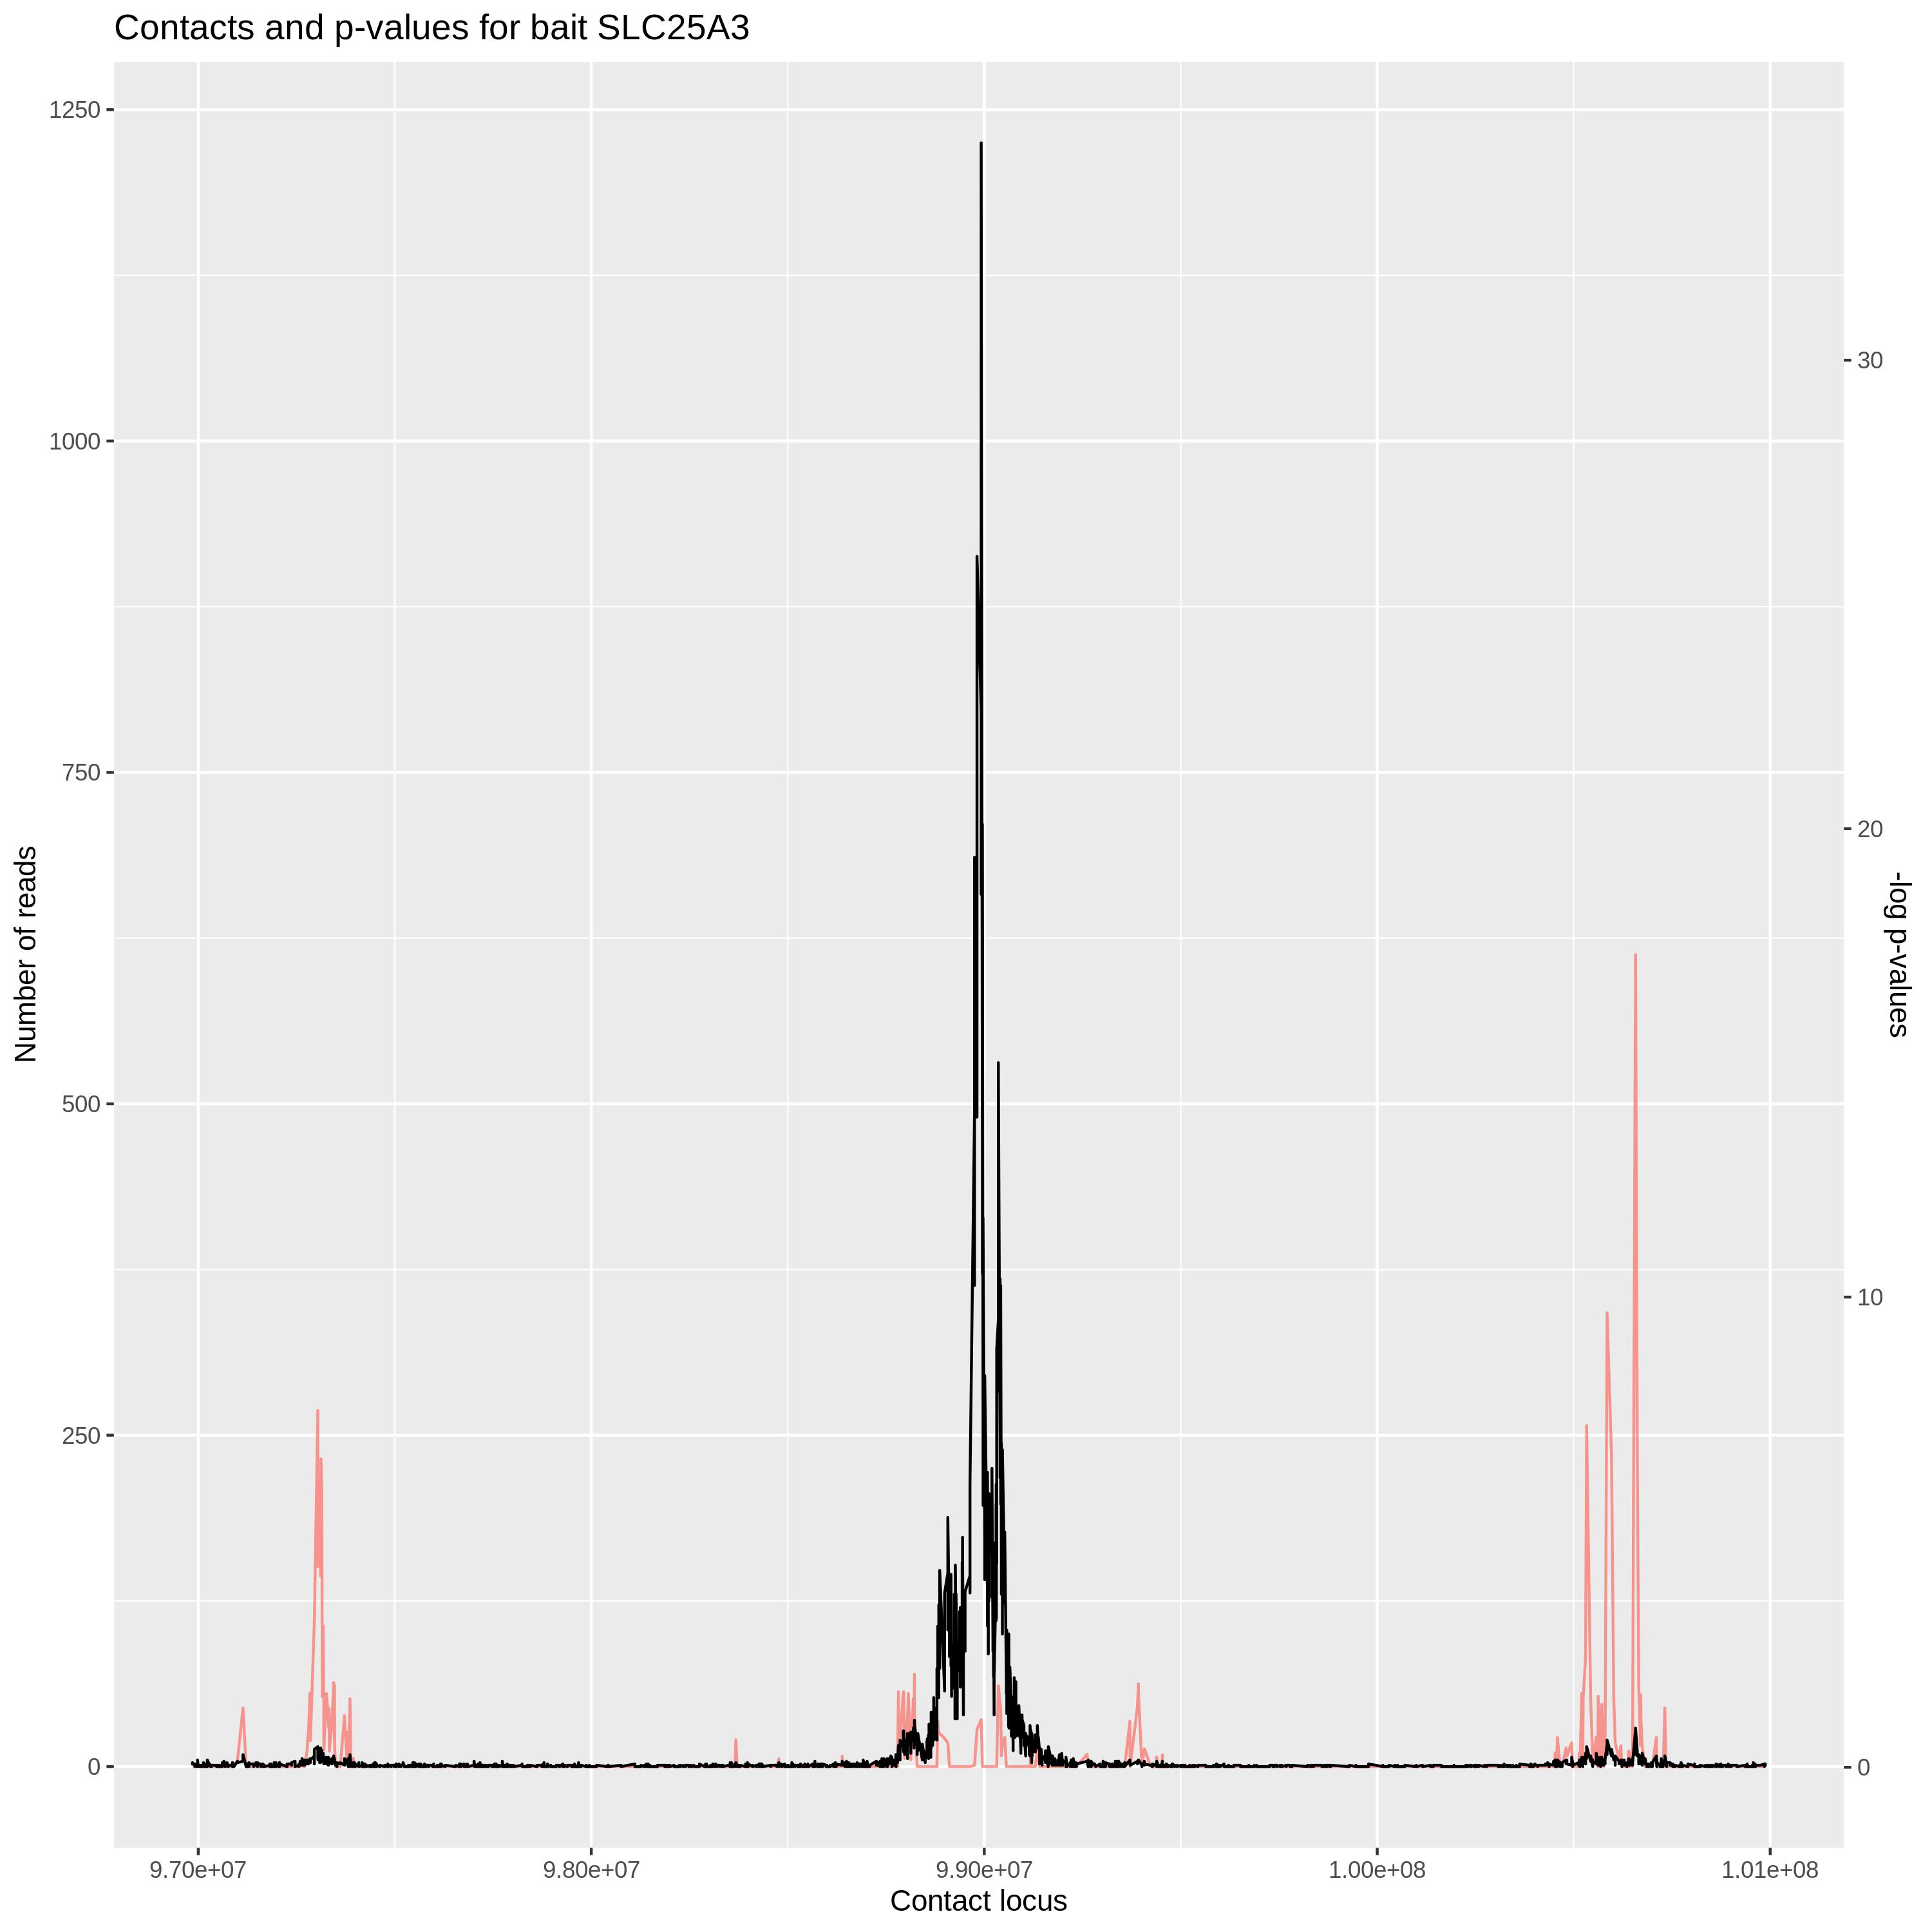 Contacts and p-values for bait SLC25A3
1250
1000
750
500
250
0
Number of reads
30
20
10
0
-log p-values
9.70e+07
9.80e+07
9.90e+07
1.00e+08
1.01e+08
Contact locus